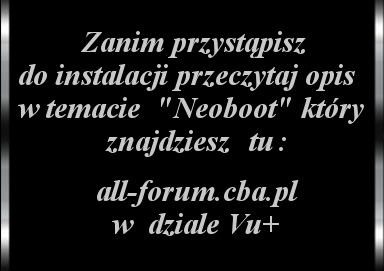 Zanim przystąpisz
do instalacji przeczytaj opis
w temacie "Neoboot" który
znajdziesz tu :
all-forum.cba.pl
w dziale Vu+